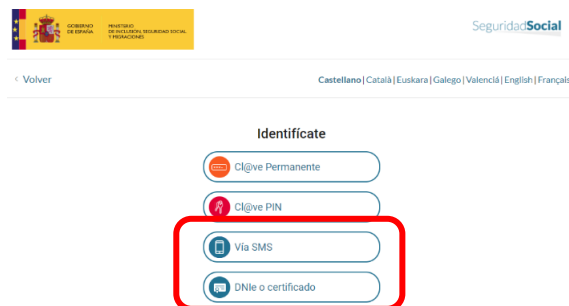 GOBIERNO DE ESPAÑA
MINISTERIO DE INCLUSIÓN, SEGURIDAD SOCIAL Y MIGRACIONES
SeguridadSocial
< Volver
Castellano | Català | Euskara | Galego | Valencià | English | Français
Identifícate
Cl@ve Permanente
Cl@ve PIN
Vía SMS
DNIe o certificado